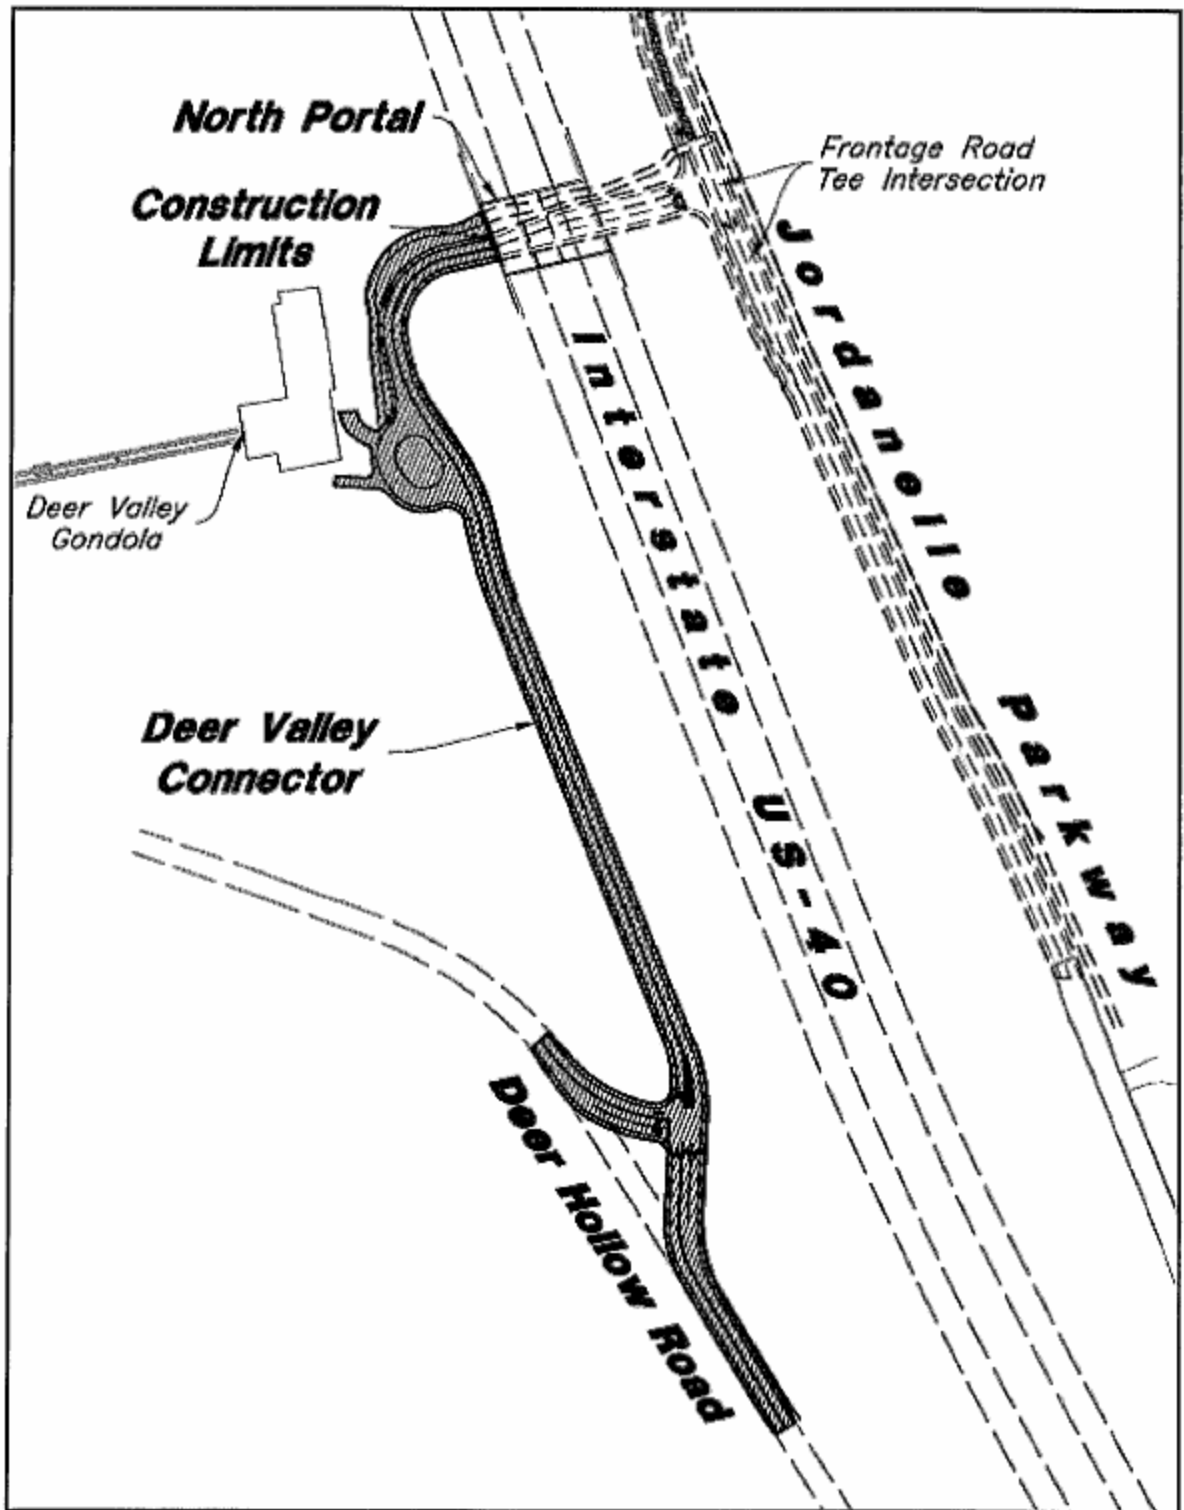 North Portal
Frontage Road
Tee Intersection
Construction
Limits
Jordanelle Parkway
Interstate US-40
Deer Valley
Gondola
Deer Valley
Connector
Deer Hollow Road